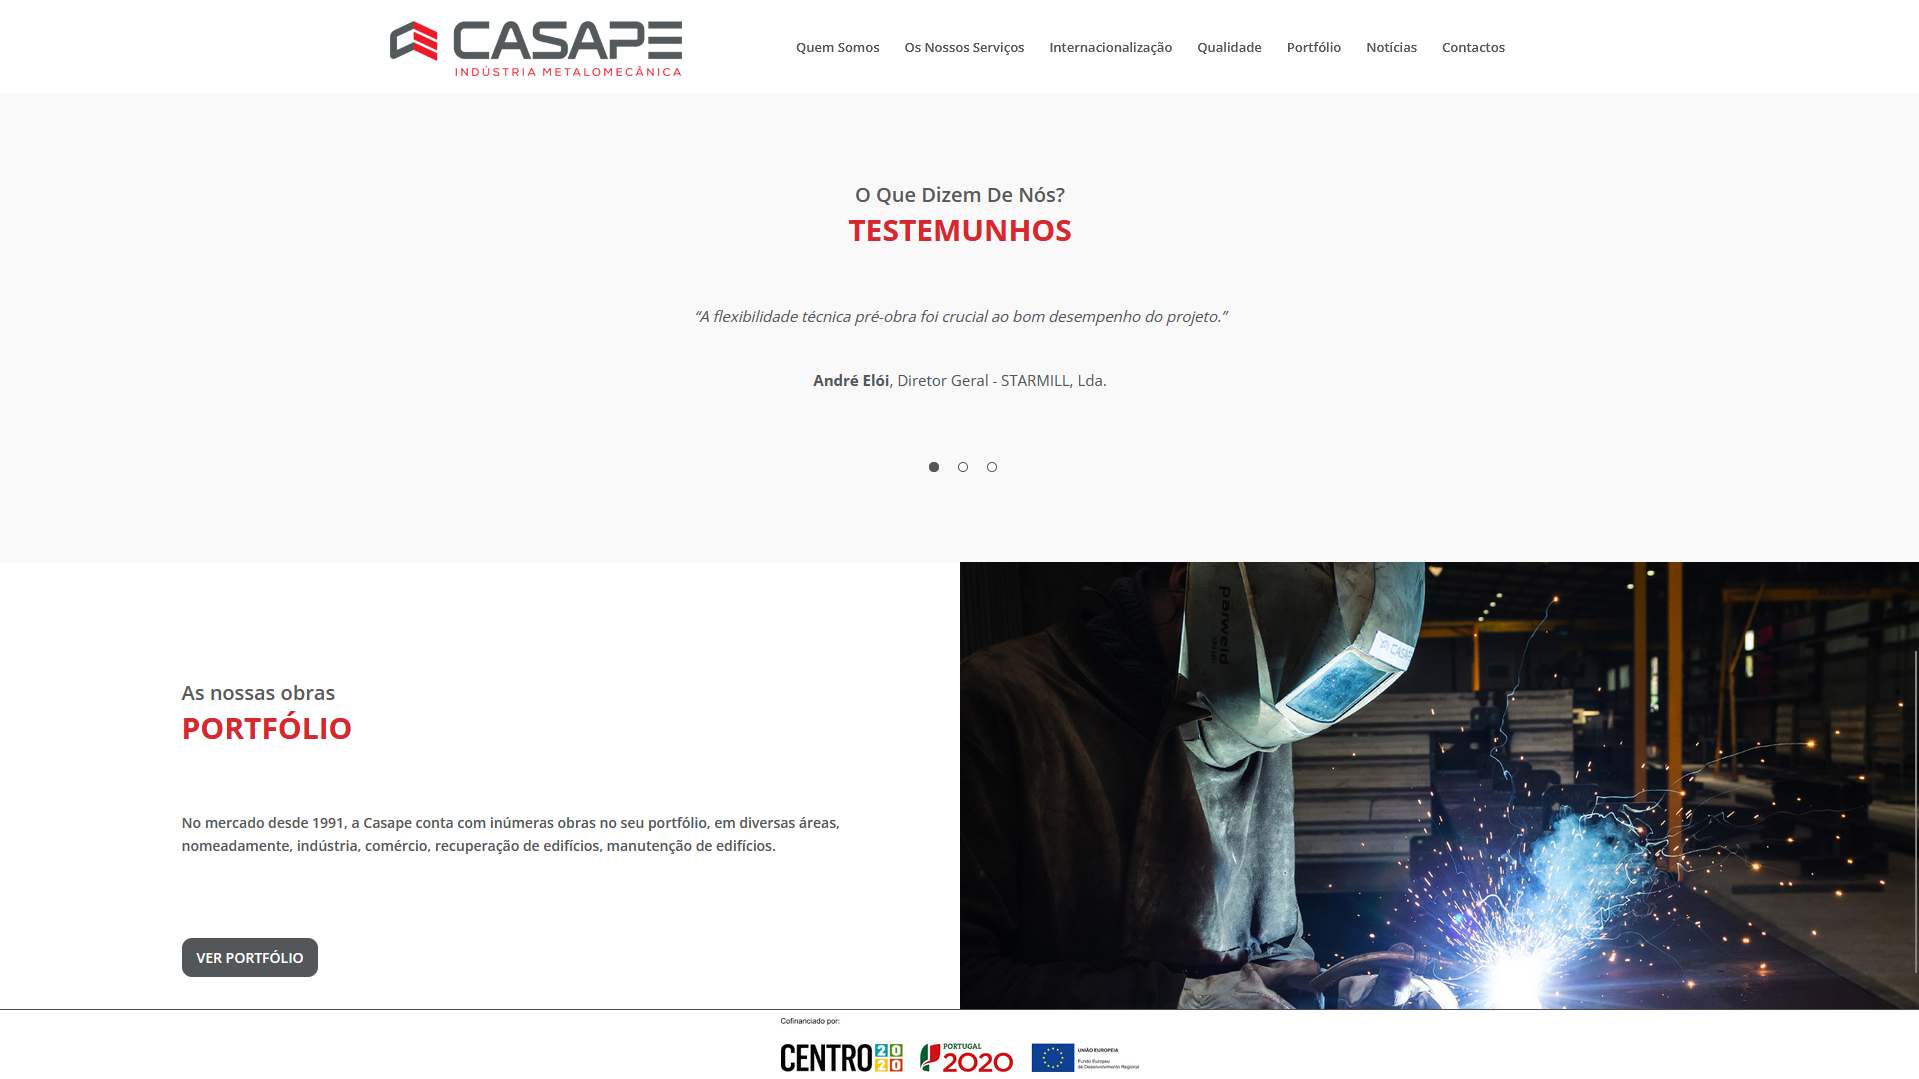 CASAPE
INDÚSTRIA METALOMECÂNICA
Quem Somos
Os Nossos Serviços
Internacionalização
Qualidade
Portfólio
Notícias
Contactos
O Que Dizem De Nós?
TESTEMUNHOS
“A flexibilidade técnica pré-obra foi crucial ao bom desempenho do projeto.”
André Elói, Diretor Geral - STARMILL, Lda.
As nossas obras
PORTFÓLIO
No mercado desde 1991, a Casape conta com inúmeras obras no seu portfólio, em diversas áreas,
nomeadamente, indústria, comércio, recuperação de edifícios, manutenção de edifícios.
VER PORTFÓLIO
parweld
CASAPE
Cofinanciado por:
CENTRO 2020
PORTUGAL
2020
UNIÃO EUROPEIA
Fundo Europeu
de Desenvolvimento Regional